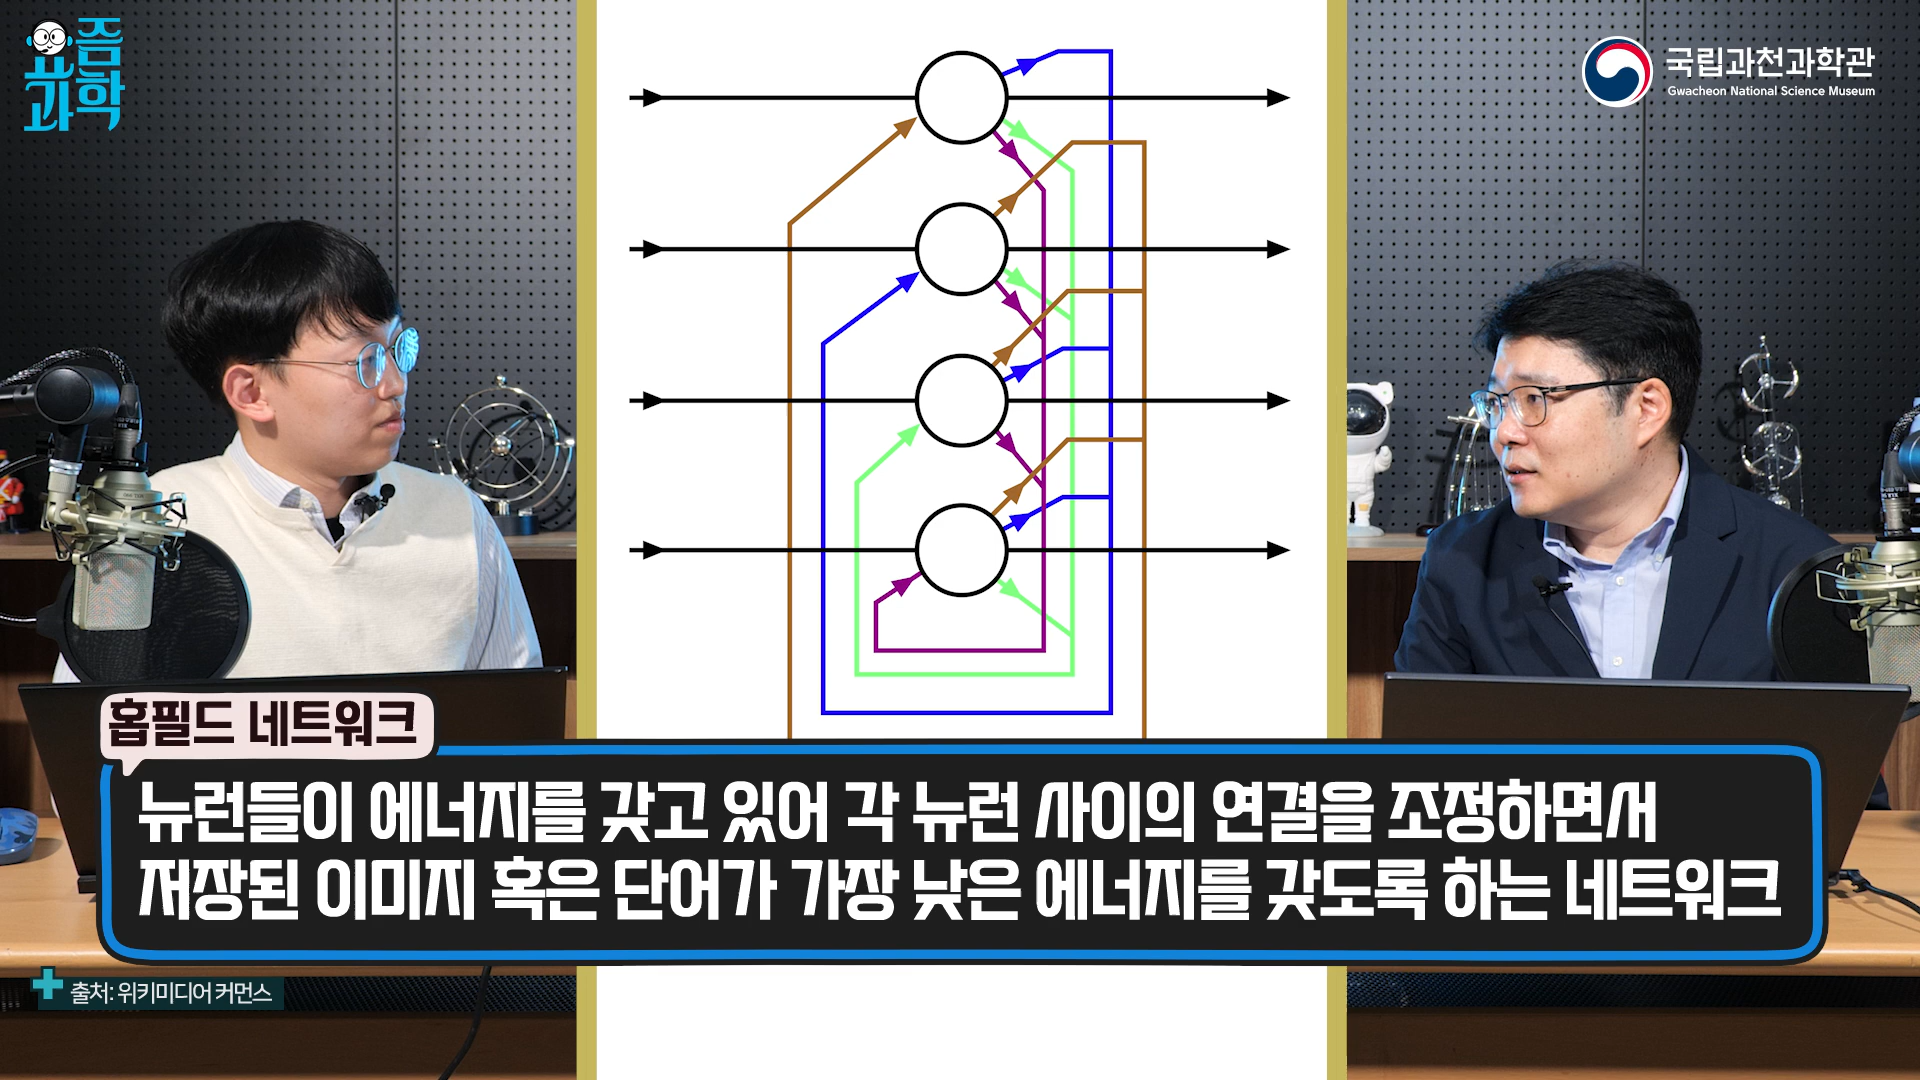 요즘과학
국립과천과학관
Gwacheon National Science Museum
홉필드 네트워크
뉴런들이 에너지를 갖고 있어 각 뉴런 사이의 연결을 조정하면서
저장된 이미지 혹은 단어가 가장 낮은 에너지를 갖도록 하는 네트워크
출처: 위키미디어 커먼스